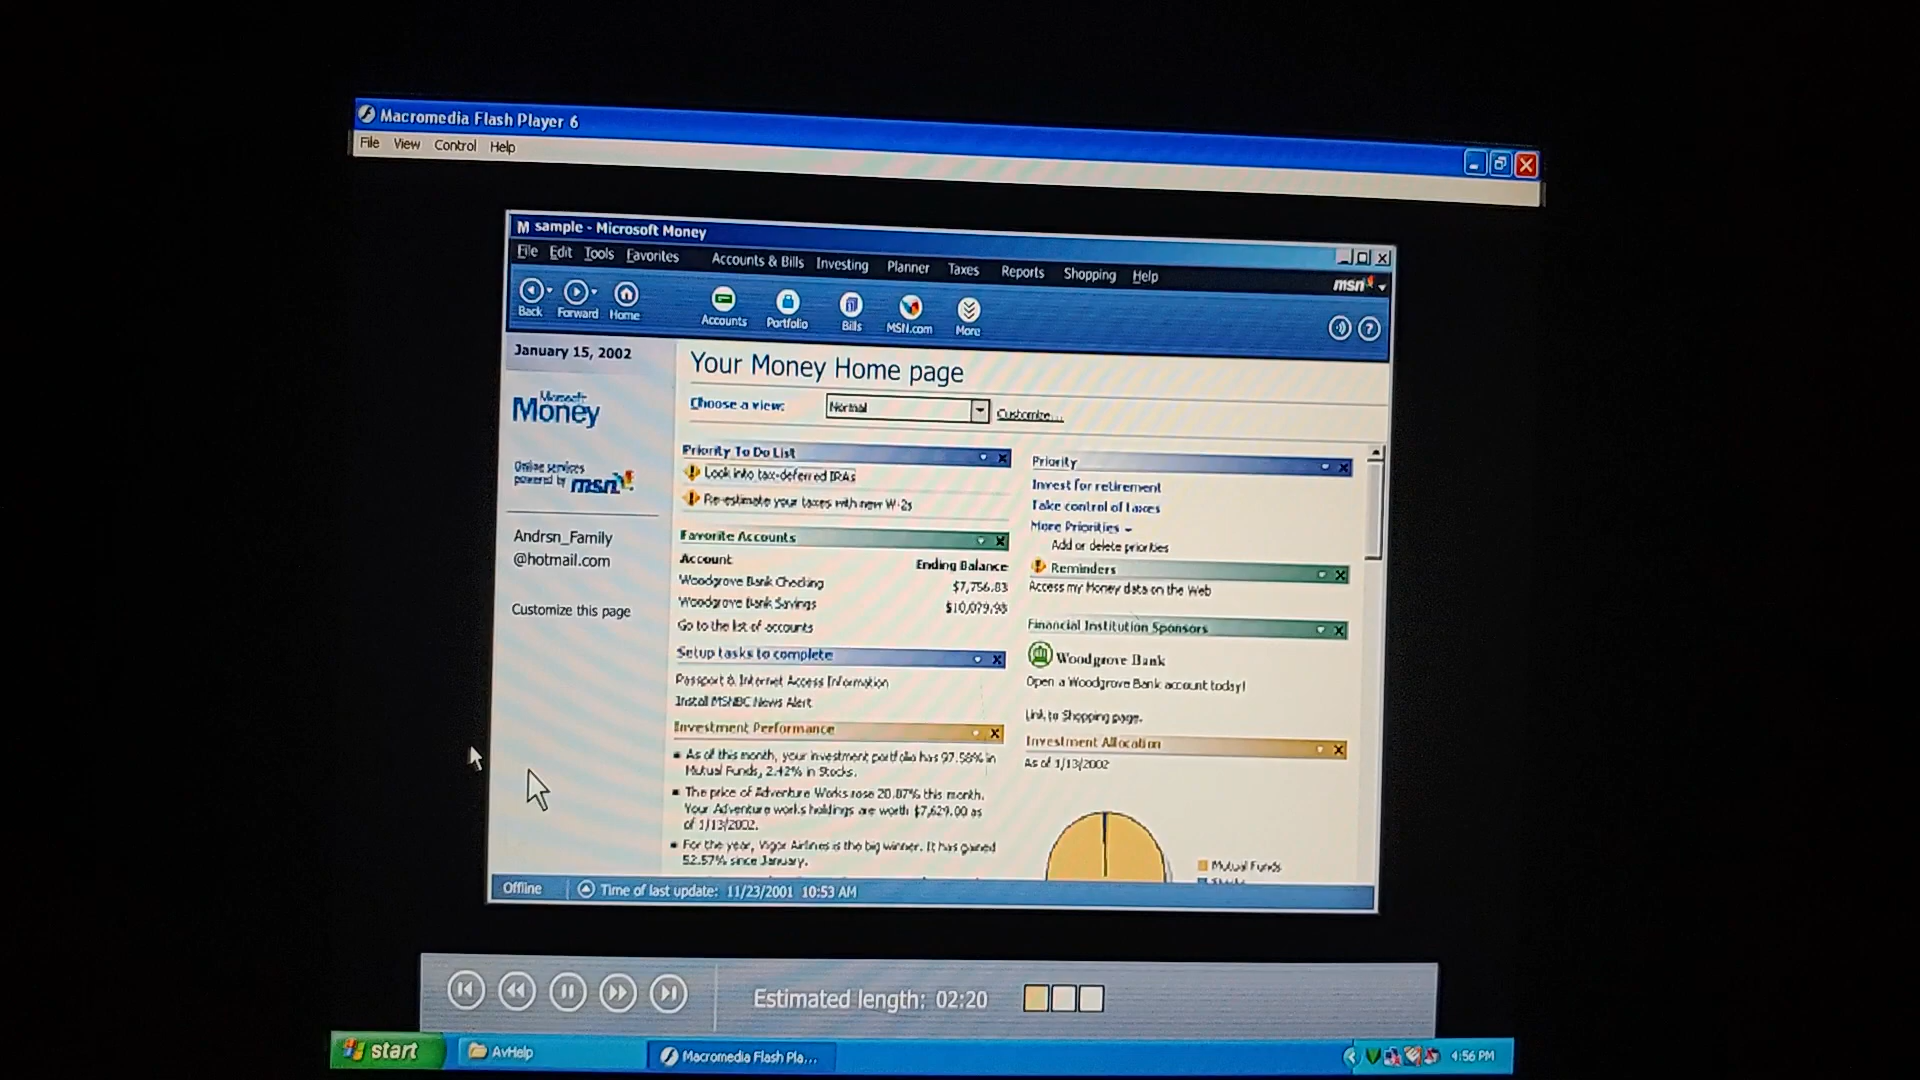 Macromedia Flash Player 6
File View Control Help
sample - Microsoft Money
File Edit Tools Favorites Accounts & Bills Investing Planner Taxes Reports Shopping Help
msn
Back Forward Home Accounts Portfolio Bills MSN.com More
January 15, 2002
Your Money Home page
Microsoft
Money
Choose a view: Normal Customize...
Online services
powered by msn
Andrsn_Family
@hotmail.com
Customize this page
Priority To Do List
Look into tax-deferred IRAs
Re-estimate your taxes with new W-2s
Favorite Accounts
Account Ending Balance
Woodgrove Bank Checking $7,756.83
Woodgrove Bank Savings $10,079.98
Go to the list of accounts
Setup tasks to complete
Passport & Internet Access Information
Install MSNBC News Alert
Investment Performance
As of this month, your investment portfolio has 97.58% in
Mutual Funds, 2.42% in Stocks.
The price of Adventure Works rose 20.87% this month.
Your Adventure works holdings are worth $7,629.00 as
of 1/13/2002.
For the year, Vigor Airlines is the big winner. It has gained
52.57% since January.
Priority
Invest for retirement
Take control of taxes
More Priorities
Add or delete priorities
Reminders
Access my Money data on the Web
Financial Institution Sponsors
Woodgrove Bank
Open a Woodgrove Bank account today!
Link to Shopping page.
Investment Allocation
As of 1/13/2002
Mutual Funds
Offline Time of last update: 11/23/2001 10:53 AM
Estimated length: 02:20
start AvHelp Macromedia Flash Pla... 4:56 PM